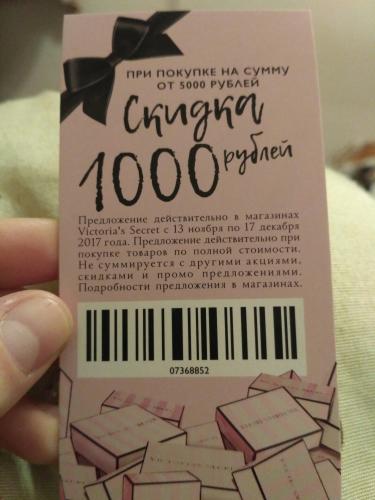 ПРИ ПОКУПКЕ НА СУММУ
ОТ 5000 РУБЛЕЙ
Скидка
1000 рублей
Предложение действительно в магазинах
Victoria's Secret с 13 ноября по 17 декабря
2017 года. Предложение действительно при
покупке товаров по полной стоимости.
Не суммируется с другими акциями,
скидками и промо предложениями.
Подробности предложения в магазинах.
07368852